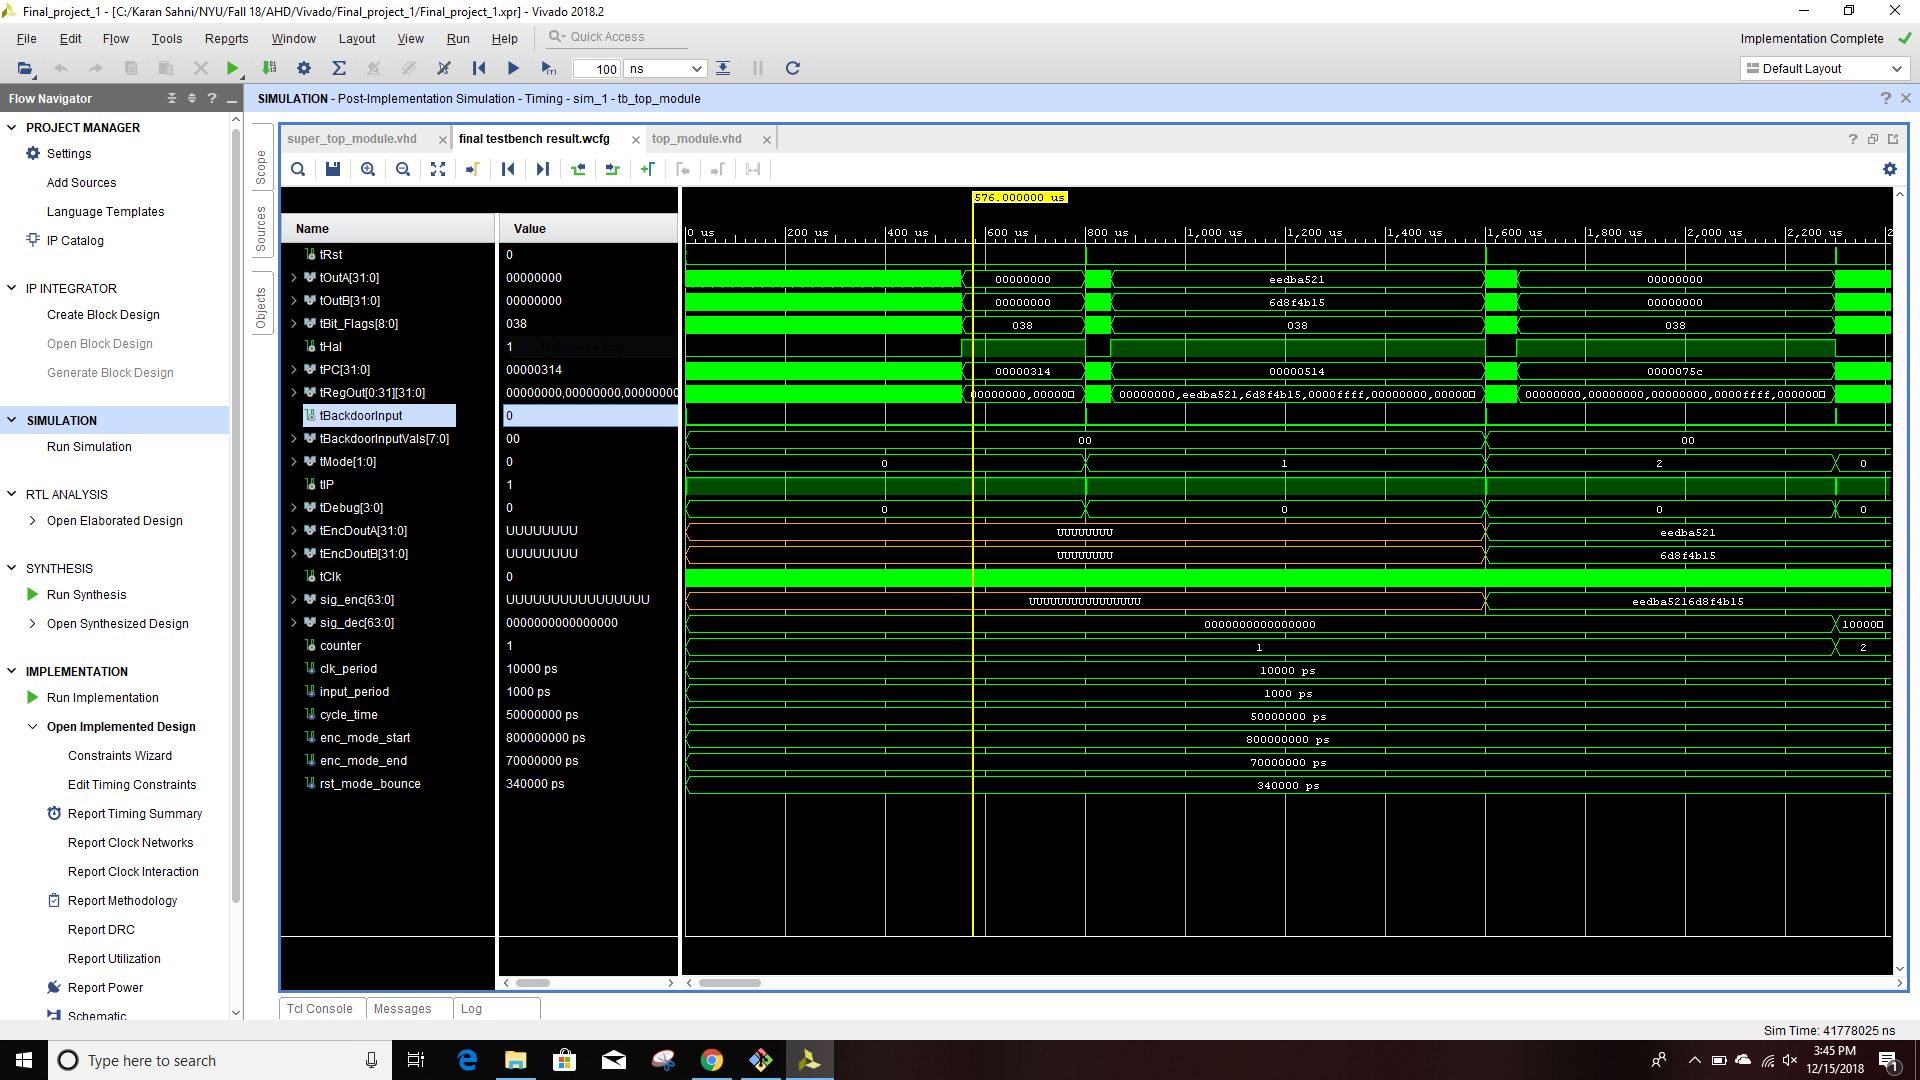 Final_project_1 - [C:/Karan Sahni/NYU/Fall 18/AHD/Vivado/Final_project_1/Final_project_1.xpr] - Vivado 2018.2
File Edit Flow Tools Reports Window Layout View Run Help Quick Access Implementation Complete
100 ns Default Layout
Flow Navigator
SIMULATION - Post-Implementation Simulation - Timing - sim_1 - tb_top_module
PROJECT MANAGER
Settings
Add Sources
Language Templates
IP Catalog
IP INTEGRATOR
Create Block Design
Open Block Design
Generate Block Design
SIMULATION
Run Simulation
RTL ANALYSIS
Open Elaborated Design
SYNTHESIS
Run Synthesis
Open Synthesized Design
IMPLEMENTATION
Run Implementation
Open Implemented Design
Constraints Wizard
Edit Timing Constraints
Report Timing Summary
Report Clock Networks
Report Clock Interaction
Report Methodology
Report DRC
Report Utilization
Report Power
Schematic
Scope
Sources
Objects
super_top_module.vhd final testbench result.wcfg top_module.vhd
576.000000 us
Name Value
0 us 200 us 400 us 600 us 800 us 1,000 us 1,200 us 1,400 us 1,600 us 1,800 us 2,000 us 2,200 us 2
tRst 0
tOutA[31:0] 00000000 00000000 eedba521 00000000
tOutB[31:0] 00000000 00000000 6d8f4b15 00000000
tBit_Flags[8:0] 038 038 038 038
tHal 1
tPC[31:0] 00000314 00000314 00000514 0000075c
tRegOut[0:31][31:0] 00000000,00000000,00000000 00000000,00000 00000000,eedba521,6d8f4b15,0000ffff,00000000,00000 00000000,00000000,00000000,0000ffff,000000
tBackdoorInput 0
tBackdoorInputVals[7:0] 00 00 00
tMode[1:0] 0 0 1 2 0
tIP 1
tDebug[3:0] 0 0 0 0 0
tEncDoutA[31:0] UUUUUUUU UUUUUUUU eedba521
tEncDoutB[31:0] UUUUUUUU UUUUUUUU 6d8f4b15
tClk 0
sig_enc[63:0] UUUUUUUUUUUUUUUU UUUUUUUUUUUUUUUU eedba5216d8f4b15
sig_dec[63:0] 0000000000000000 0000000000000000 10000
counter 1 1 2
clk_period 10000 ps 10000 ps
input_period 1000 ps 1000 ps
cycle_time 50000000 ps 50000000 ps
enc_mode_start 800000000 ps 800000000 ps
enc_mode_end 70000000 ps 70000000 ps
rst_mode_bounce 340000 ps 340000 ps
Tcl Console Messages Log
Sim Time: 41778025 ns
Type here to search
3:45 PM
12/15/2018
1